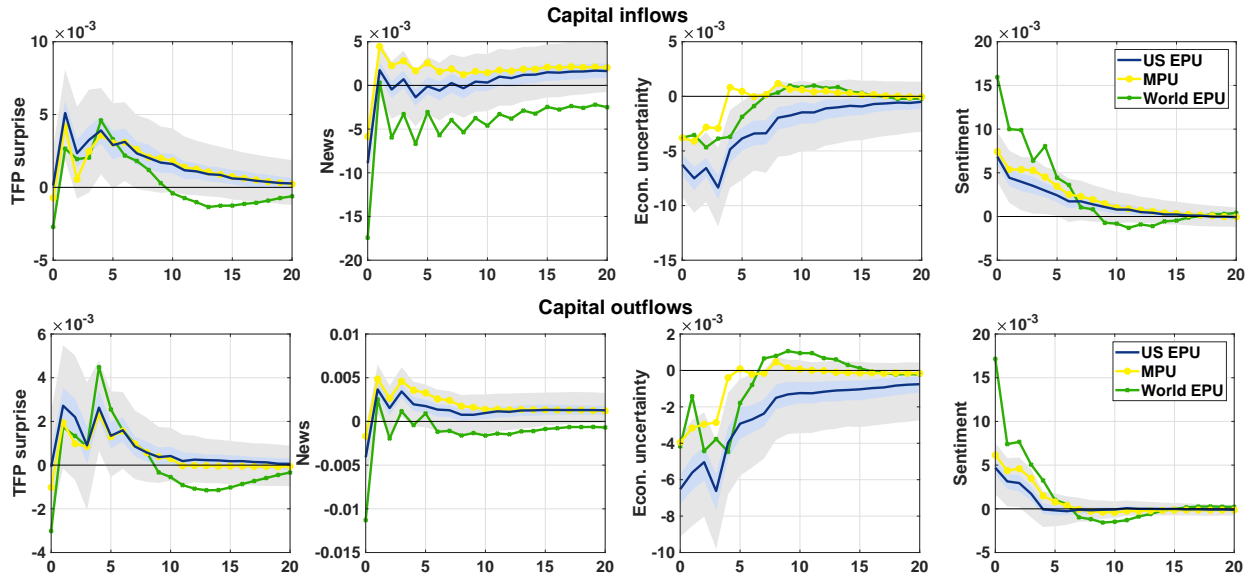 Capital inflows
×10⁻³
TFP surprise
10
5
0
-5
0 5 10 15 20
×10⁻³
News
5
0
-5
-10
-15
-20
0 5 10 15 20
×10⁻³
Econ. uncertainty
5
0
-5
-10
-15
0 5 10 15 20
×10⁻³
Sentiment
20
15
10
5
0
-5
0 5 10 15 20
US EPU
MPU
World EPU
Capital outflows
×10⁻³
TFP surprise
6
4
2
0
-2
-4
0 5 10 15 20
News
0.01
0.005
0
-0.005
-0.01
-0.015
0 5 10 15 20
×10⁻³
Econ. uncertainty
2
0
-2
-4
-6
-8
-10
0 5 10 15 20
×10⁻³
Sentiment
20
15
10
5
0
-5
0 5 10 15 20
US EPU
MPU
World EPU